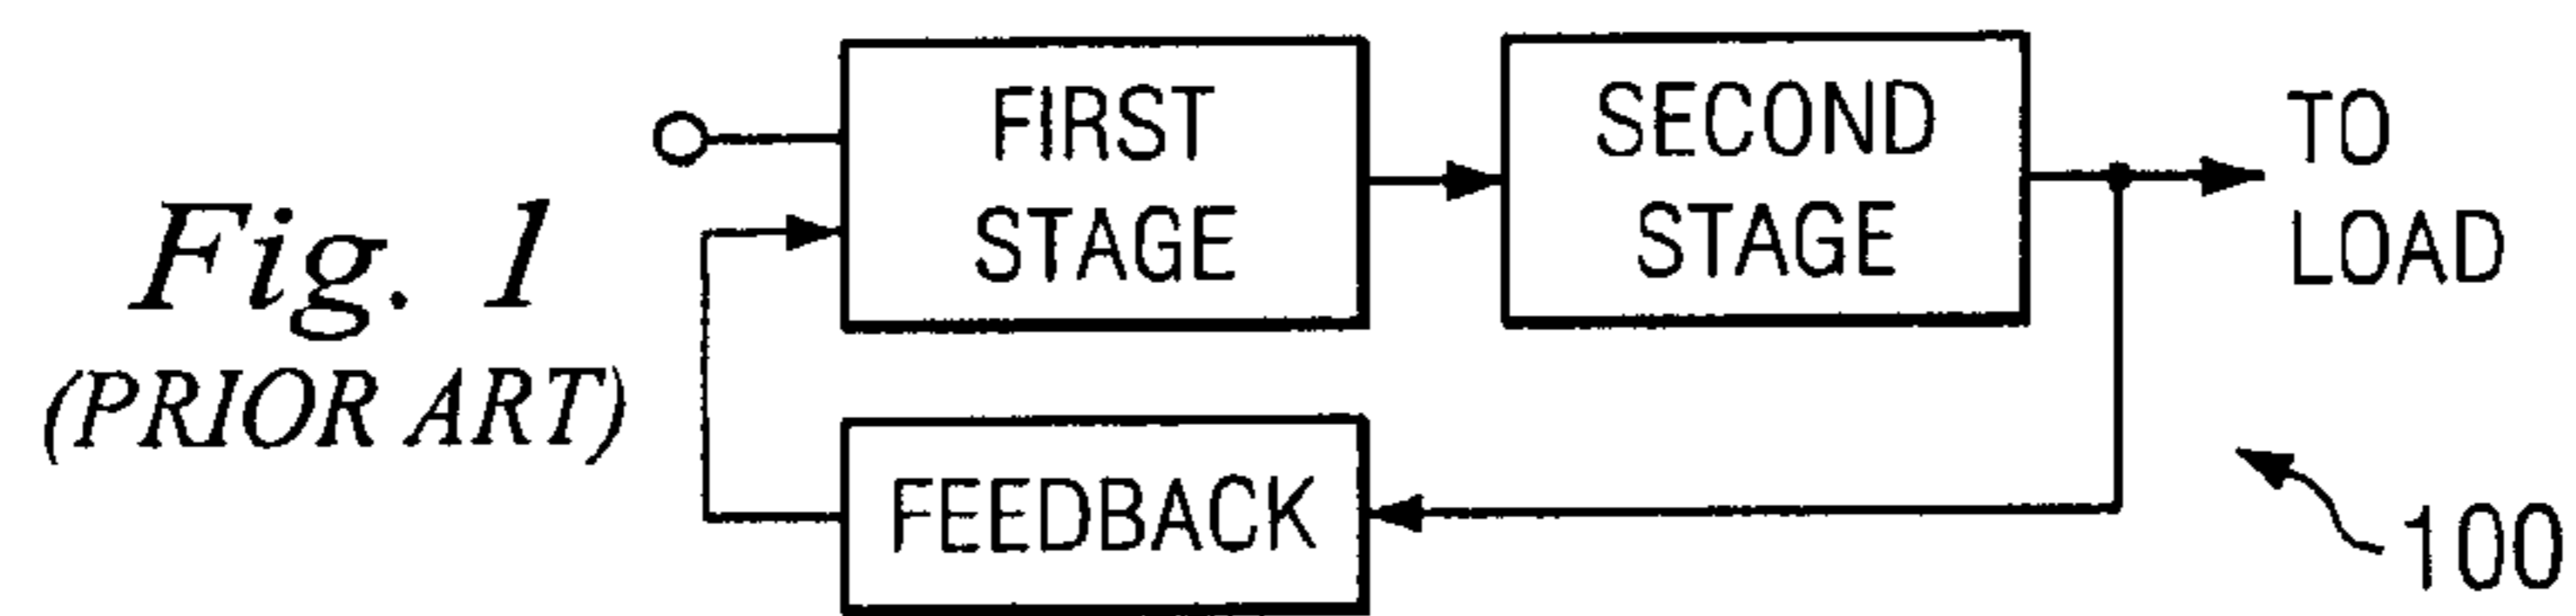 Fig. 1
(PRIOR ART)
FIRST
STAGE
SECOND
STAGE
TO
LOAD
FEEDBACK
100